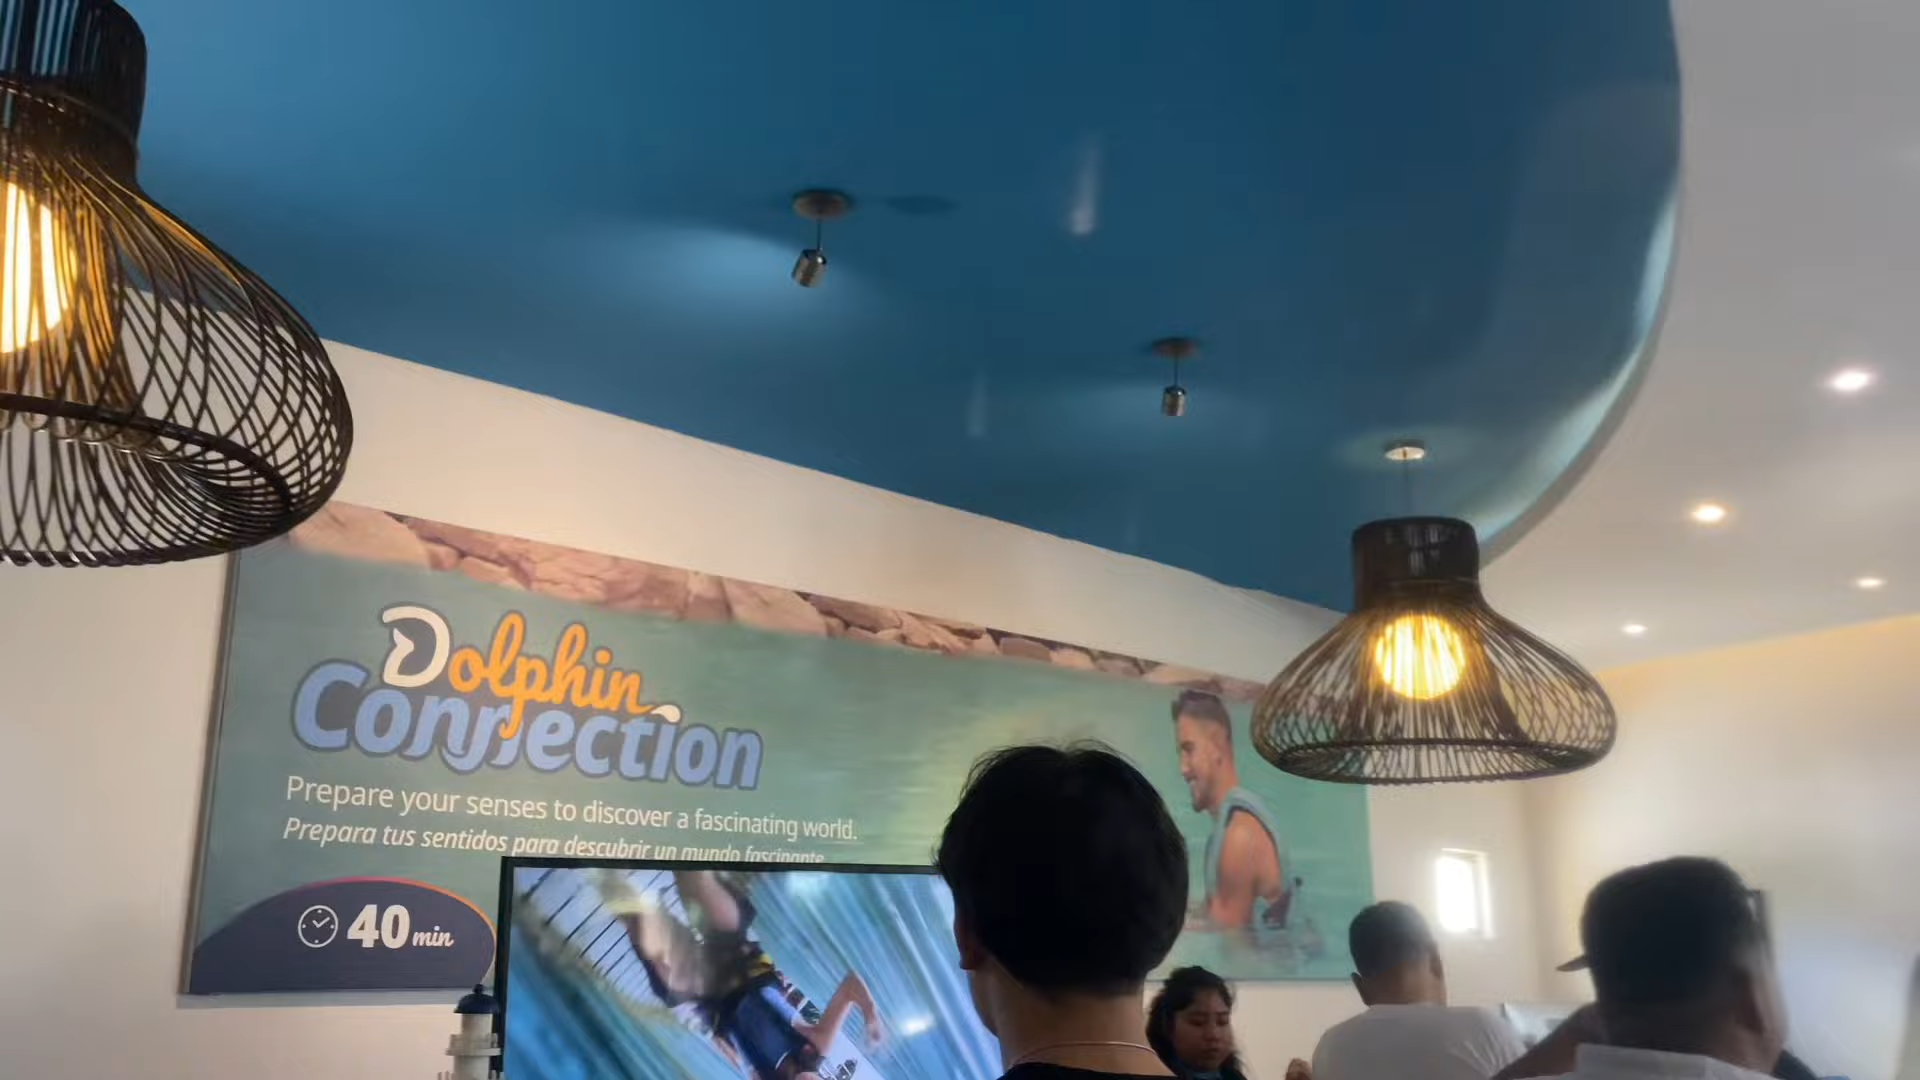 Dolphin
Connection
Prepare your senses to discover a fascinating world.
Prepara tus sentidos para descubrir un mundo fascinante.
40 min